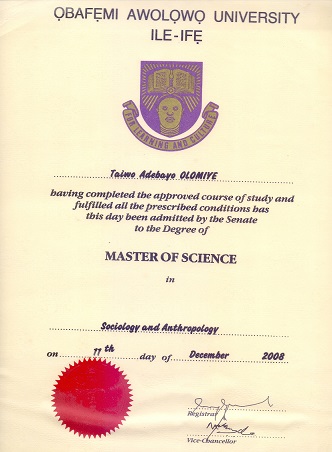 ỌBAFẸMI AWOLỌWỌ UNIVERSITY
ILE-IFẸ
FOR LEARNING AND CULTURE
Taiwo Adebayo OLOMIYE
having completed the approved course of study and
fulfilled all the prescribed conditions has
this day been admitted by the Senate
to the Degree of
MASTER OF SCIENCE
in
Sociology and Anthropology
on 11th day of December 2008
Registrar
Vice-Chancellor